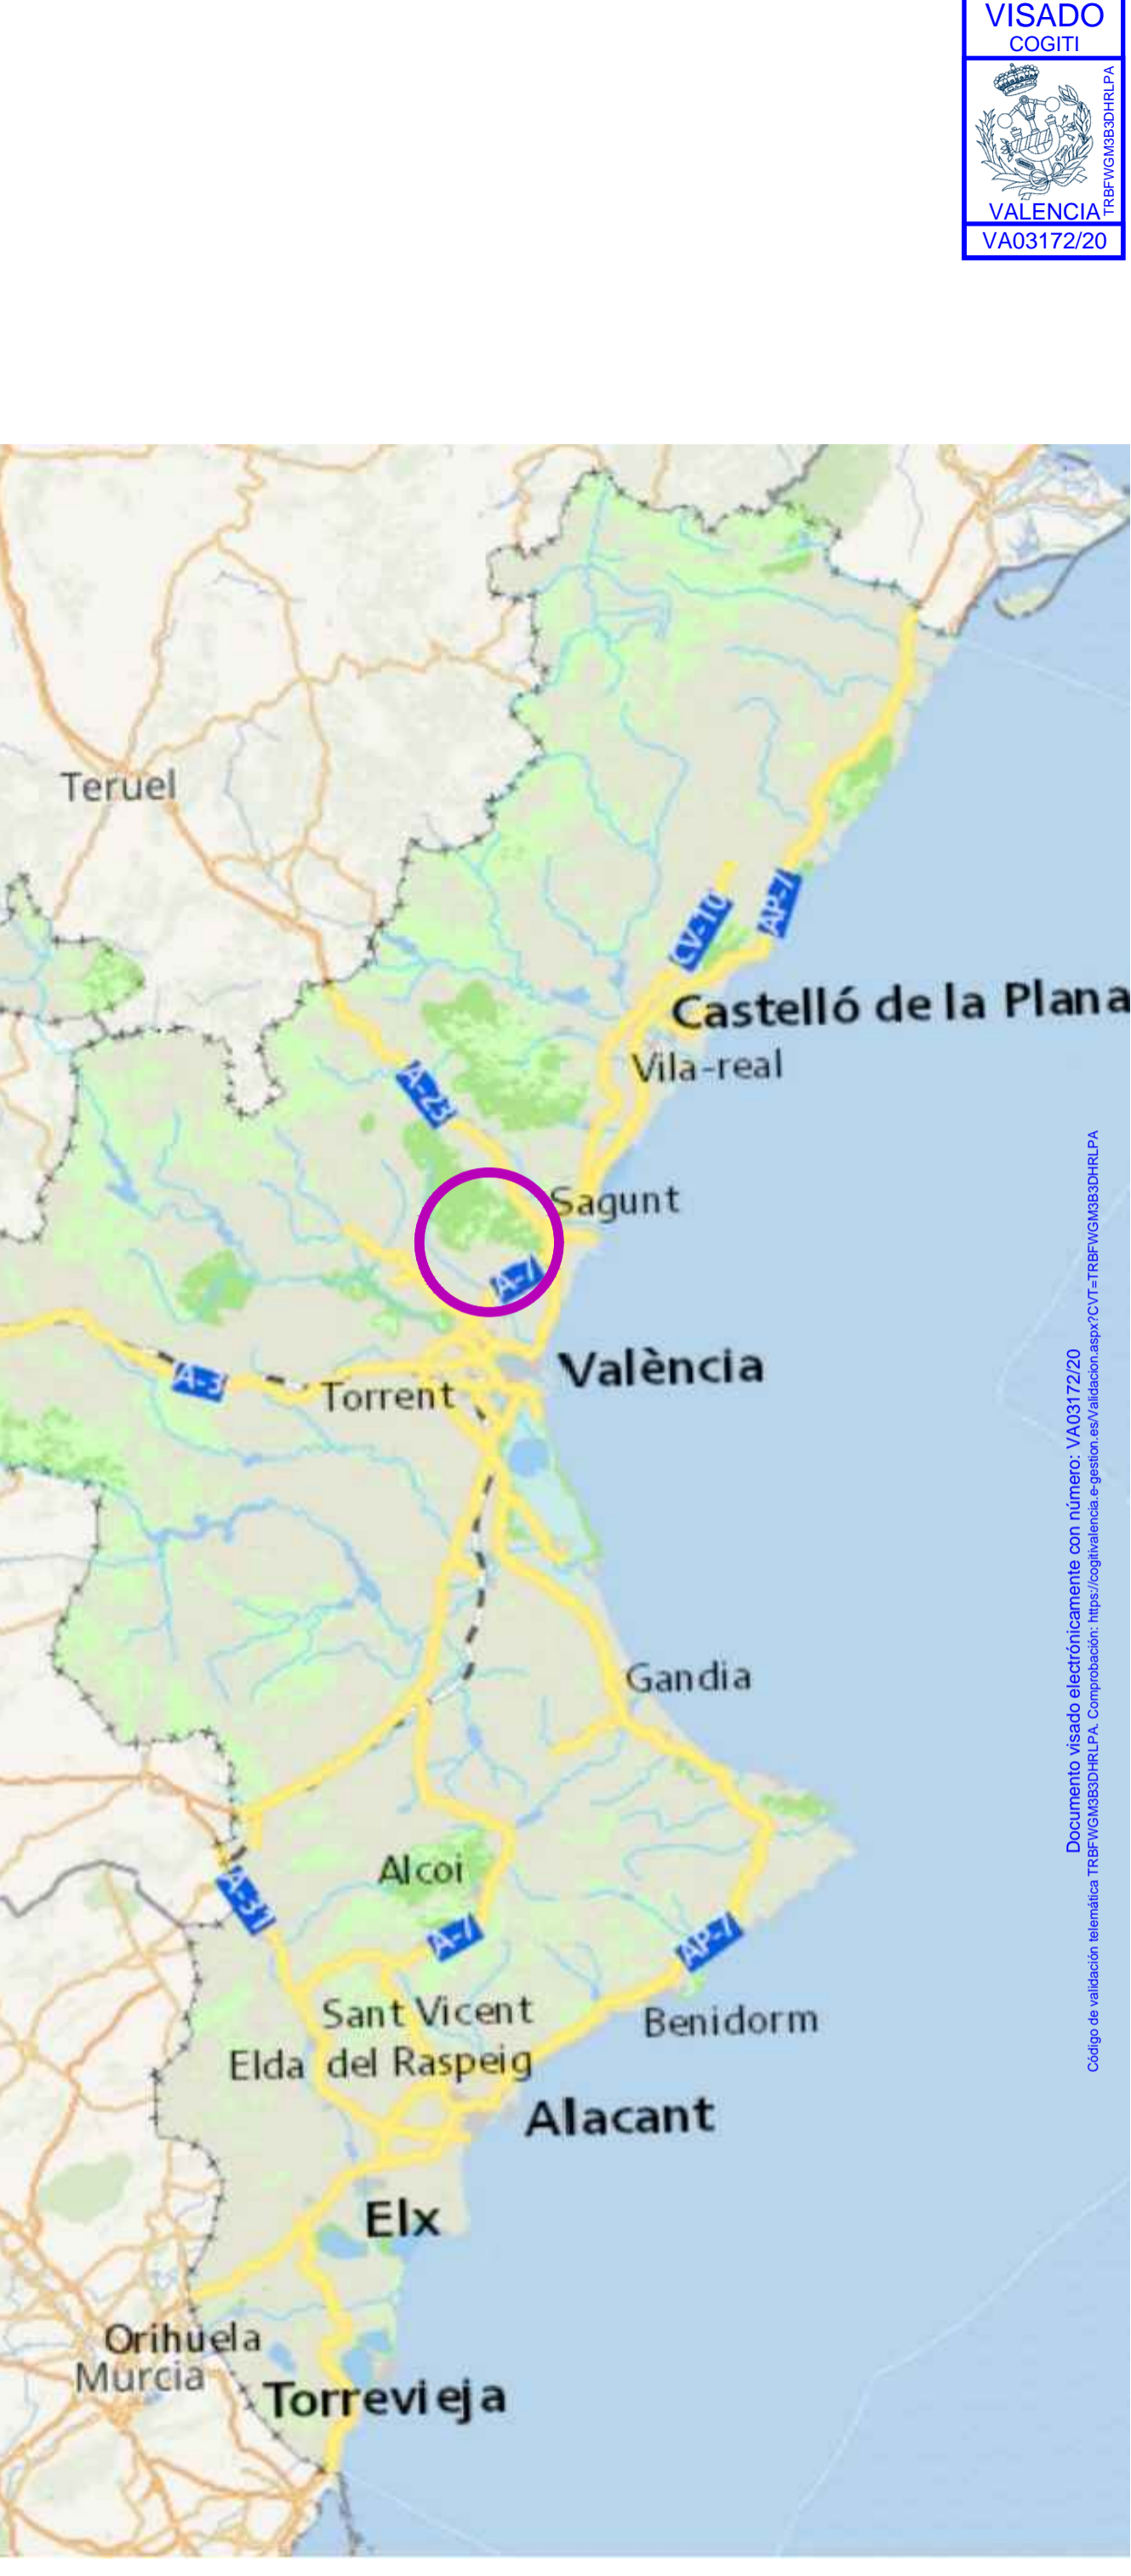 VISADO
COGITI
TRBFWGM3B3DHRLPA
VALENCIA
VA03172/20
Teruel
CV-10
AP-7
Castelló de la Plana
Vila-real
A-23
Sagunt
A-7
València
A-3
Torrent
Gandia
Alcoi
A-31
A-7
AP-7
Sant Vicent
del Raspeig
Benidorm
Elda
Alacant
Elx
Orihuela
Murcia
Torrevieja
Documento visado electrónicamente con número: VA03172/20
Código de validación telemática TRBFWGM3B3DHRLPA. Comprobación: https://cogitivalencia.e-gestion.es/Validacion.aspx?CVT=TRBFWGM3B3DHRLPA